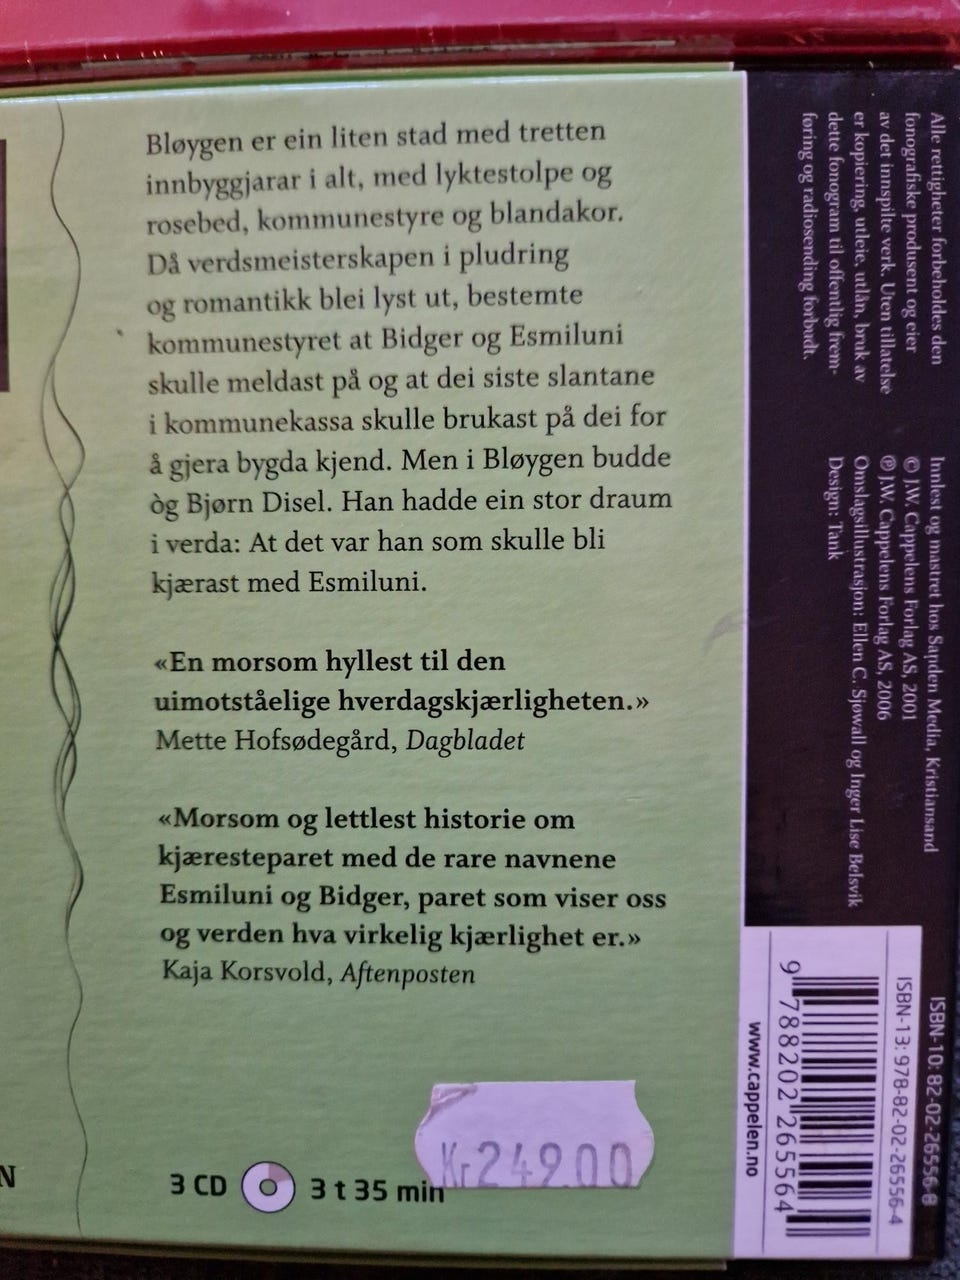 Bløygen er ein liten stad med tretten
innbyggjarar i alt, med lyktestolpe og
rosebed, kommunestyre og blandakor.
Då verdsmeisterskapen i pludring
og romantikk blei lyst ut, bestemte
kommunestyret at Bidger og Esmiluni
skulle meldast på og at dei siste slantane
i kommunekassa skulle brukast på dei for
å gjera bygda kjend. Men i Bløygen budde
òg Bjørn Disel. Han hadde ein stor draum
i verda: At det var han som skulle bli
kjærast med Esmiluni.
«En morsom hyllest til den
uimotståelige hverdagskjærligheten.»
Mette Hofsødegård, Dagbladet
«Morsom og lettlest historie om
kjæresteparet med de rare navnene
Esmiluni og Bidger, paret som viser oss
og verden hva virkelig kjærlighet er.»
Kaja Korsvold, Aftenposten
3 CD 3 t 35 min
Kr 249.00
N
Alle rettigheter forbeholdes den
fonografiske produsent og eier
av det innspilte verk. Uten tillatelse
er kopiering, utleie, utlån, bruk av
dette fonogram til offentlig frem-
føring og radiosending forbudt.
Innlest og mastret hos Sanden Media, Kristiansand
© J.W. Cappelens Forlag AS, 2001
℗ J.W. Cappelens Forlag AS, 2006
Omslagsillustrasjon: Ellen C. Sjøwall og Inger Lise Belsvik
Design: Tank
ISBN-10: 82-02-26556-8
ISBN-13: 978-82-02-26556-4
9 788202 265564
www.cappelen.no